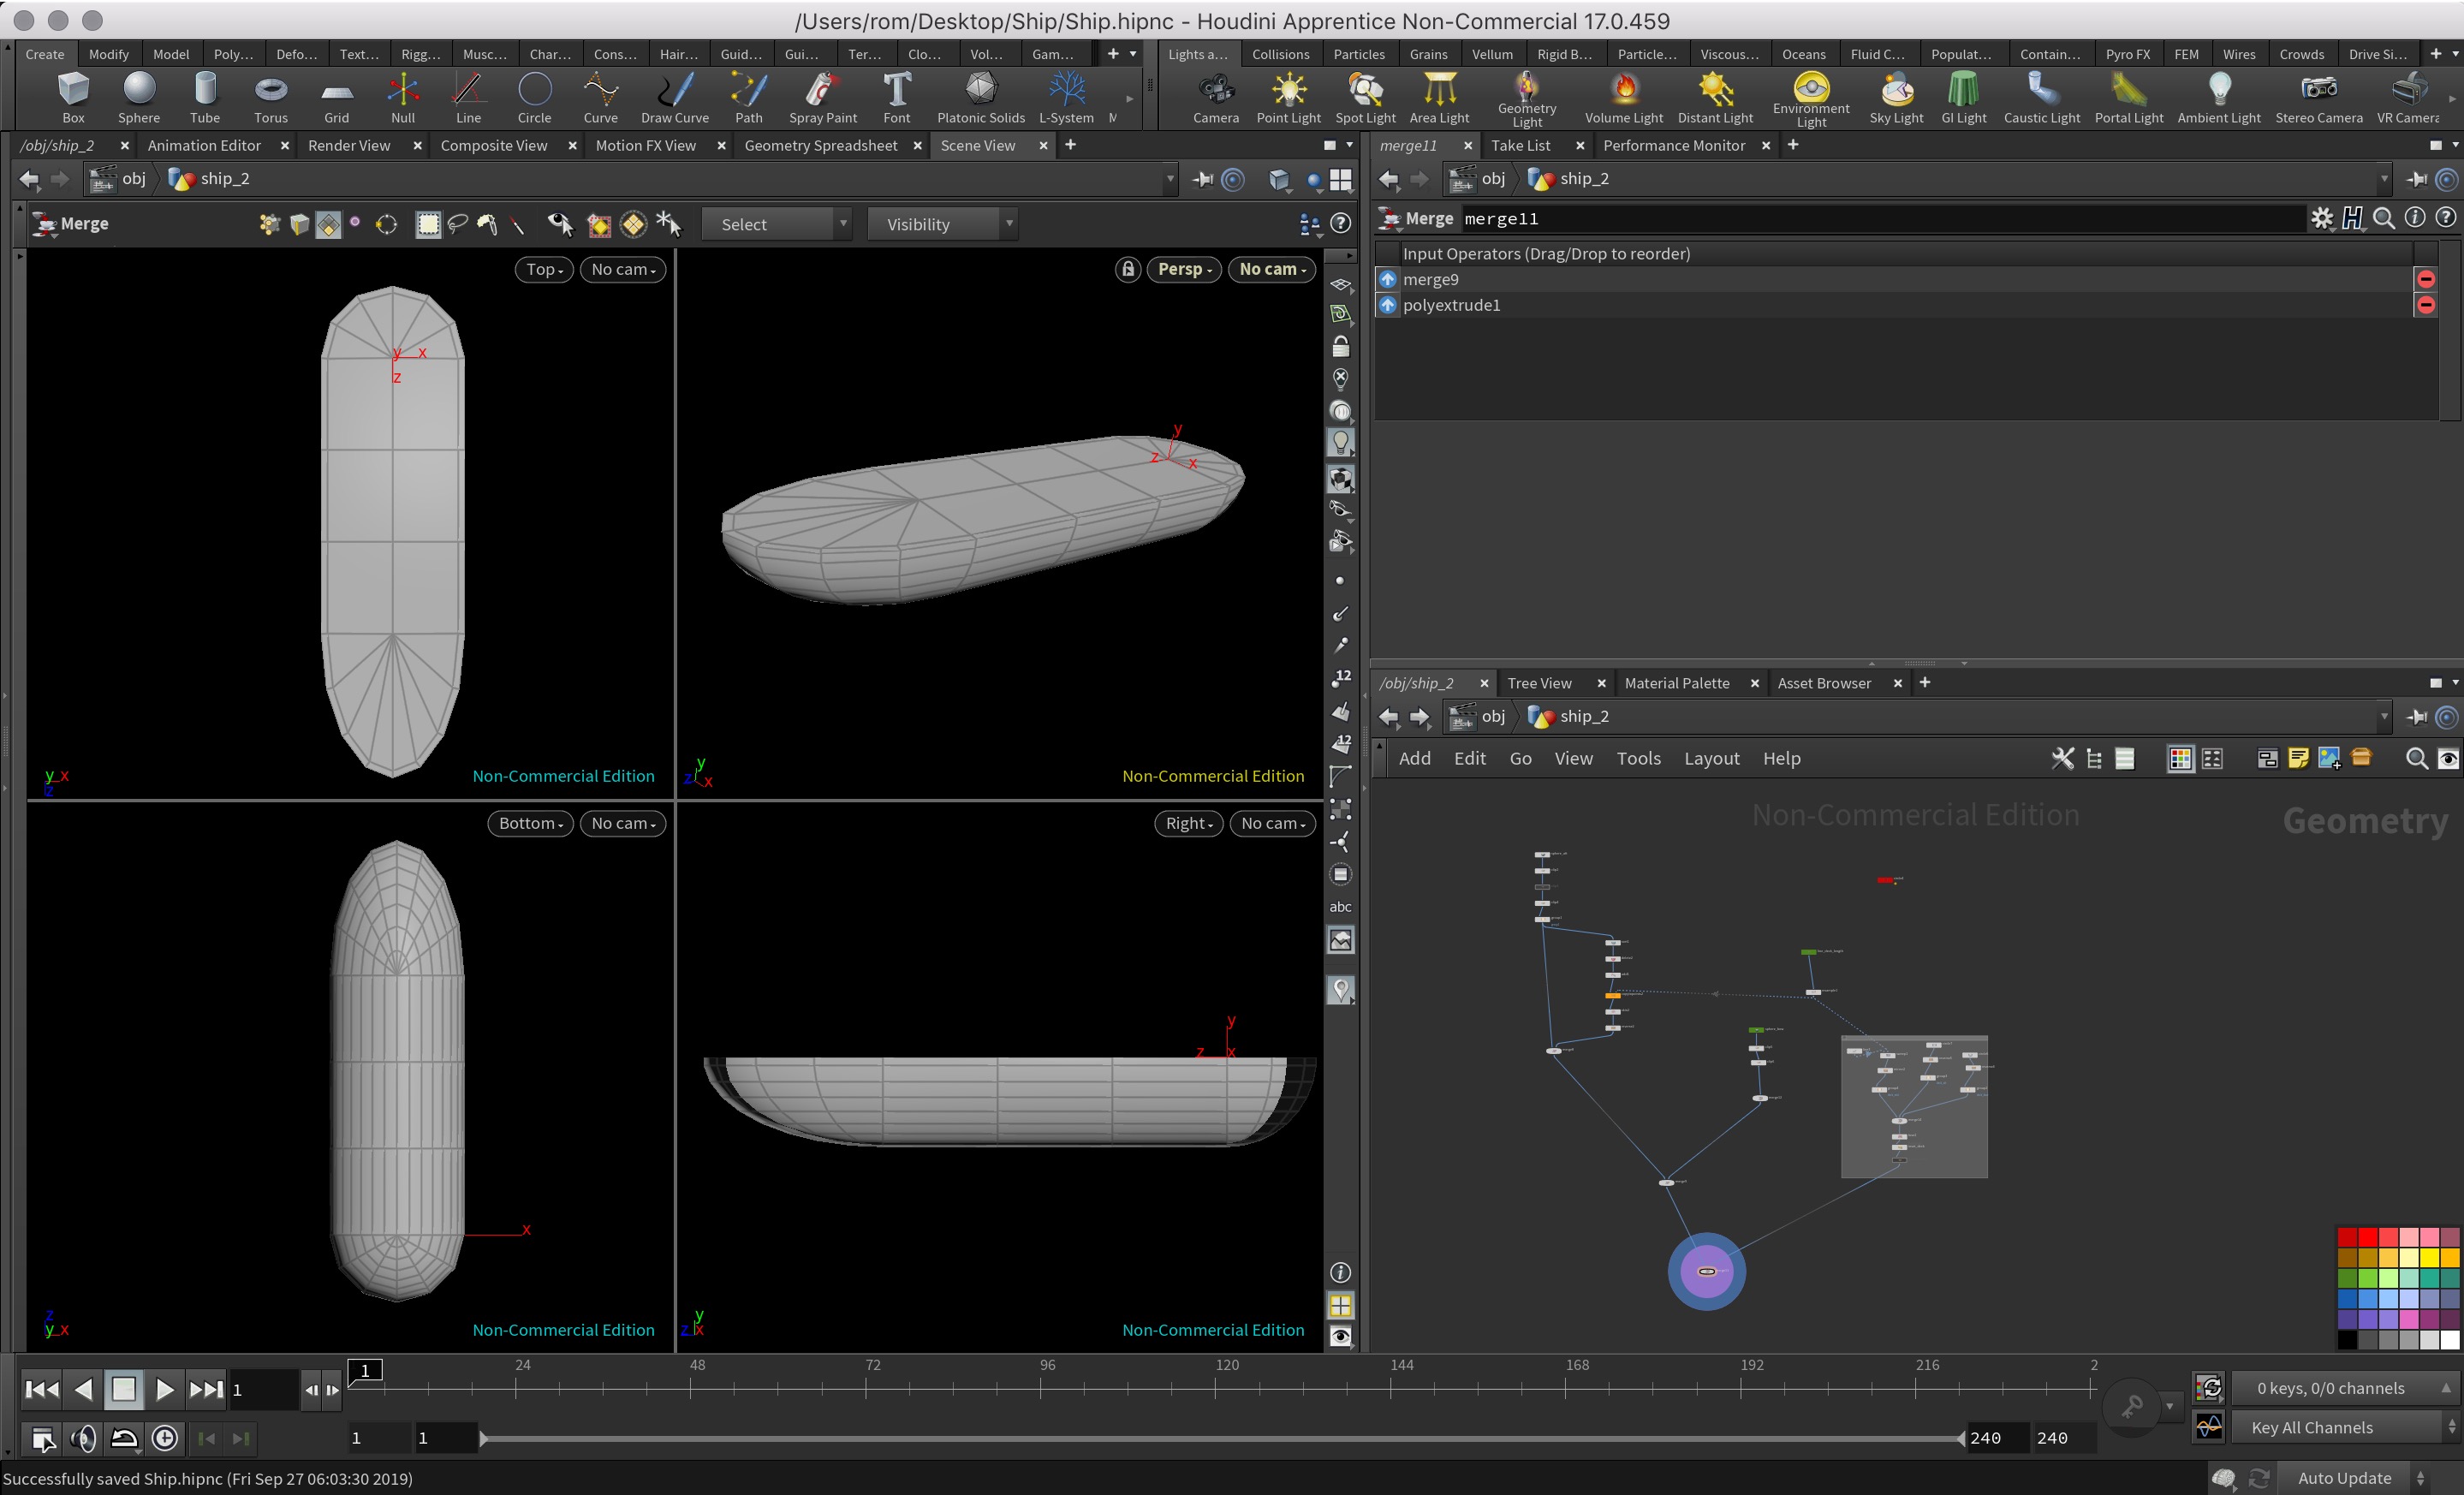 /Users/rom/Desktop/Ship/Ship.hipnc - Houdini Apprentice Non-Commercial 17.0.459
Create Modify Model Poly... Defo... Text... Rigg... Musc... Char... Cons... Hair... Guid... Gui... Ter... Clo... Vol... Gam...
Box Sphere Tube Torus Grid Null Line Circle Curve Draw Curve Path Spray Paint Font Platonic Solids L-System M
Lights a... Collisions Particles Grains Vellum Rigid B... Particle... Viscous... Oceans Fluid C... Populat... Contain... Pyro FX FEM Wires Crowds Drive Si...
Camera Point Light Spot Light Area Light Geometry Light Volume Light Distant Light Environment Light Sky Light GI Light Caustic Light Portal Light Ambient Light Stereo Camera VR Camera
/obj/ship_2 Animation Editor Render View Composite View Motion FX View Geometry Spreadsheet Scene View
obj ship_2
Merge Select Visibility
Top No cam
y x
z
y x
z
Non-Commercial Edition
Persp No cam
y
z x
y
z x
Non-Commercial Edition
Bottom No cam
x
z
y x
Non-Commercial Edition
Right No cam
y
z x
y
z x
Non-Commercial Edition
12
12
abc
merge11 Take List Performance Monitor
obj ship_2
Merge merge11
Input Operators (Drag/Drop to reorder)
merge9
polyextrude1
/obj/ship_2 Tree View Material Palette Asset Browser
obj ship_2
Add Edit Go View Tools Layout Help
Non-Commercial Edition
Geometry
1
1 24 48 72 96 120 144 168 192 216 2
0 keys, 0/0 channels
1 1 240 240
Key All Channels
Successfully saved Ship.hipnc (Fri Sep 27 06:03:30 2019)
Auto Update